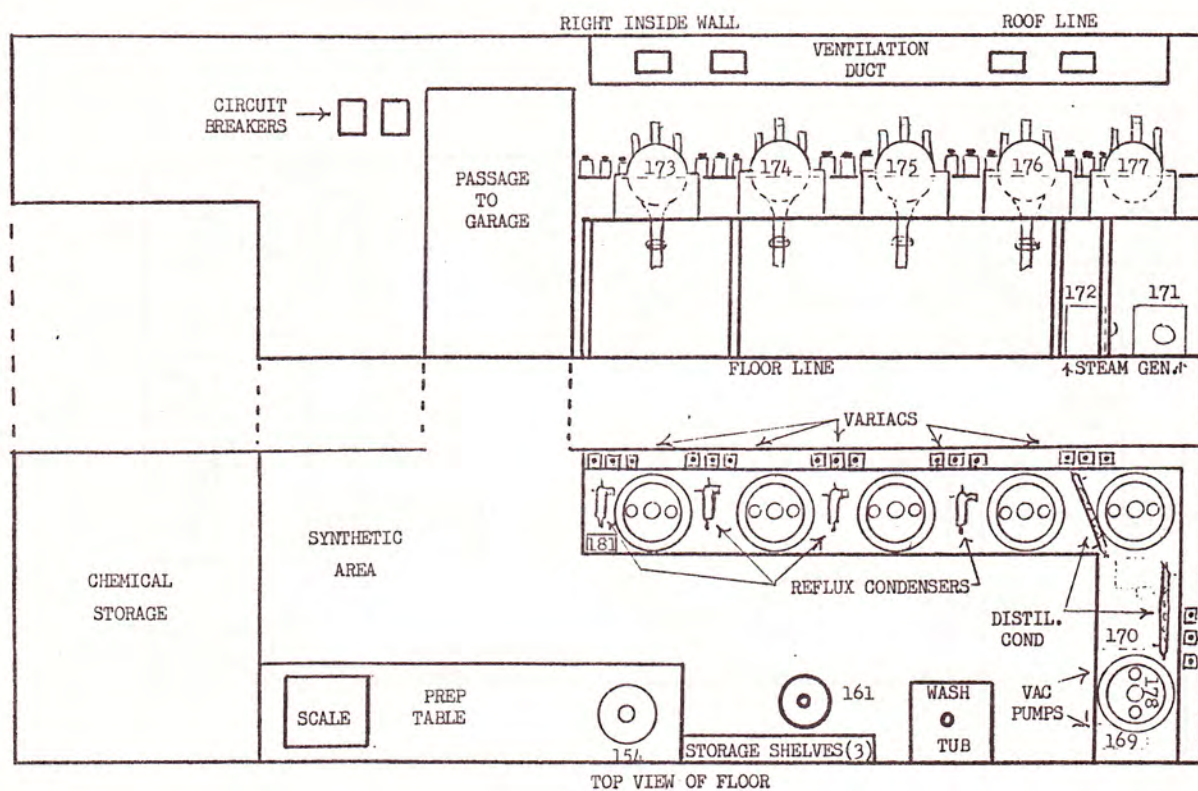 RIGHT INSIDE WALL
ROOF LINE
VENTILATION
DUCT
CIRCUIT
BREAKERS
PASSAGE
TO
GARAGE
173
174
175
176
177
172
171
FLOOR LINE
STEAM GEN.
VARIACS
181
SYNTHETIC
AREA
CHEMICAL
STORAGE
REFLUX CONDENSERS
DISTIL.
COND
170
SCALE
PREP
TABLE
154
161
STORAGE SHELVES(3)
WASH
TUB
VAC
PUMPS
178
169
TOP VIEW OF FLOOR